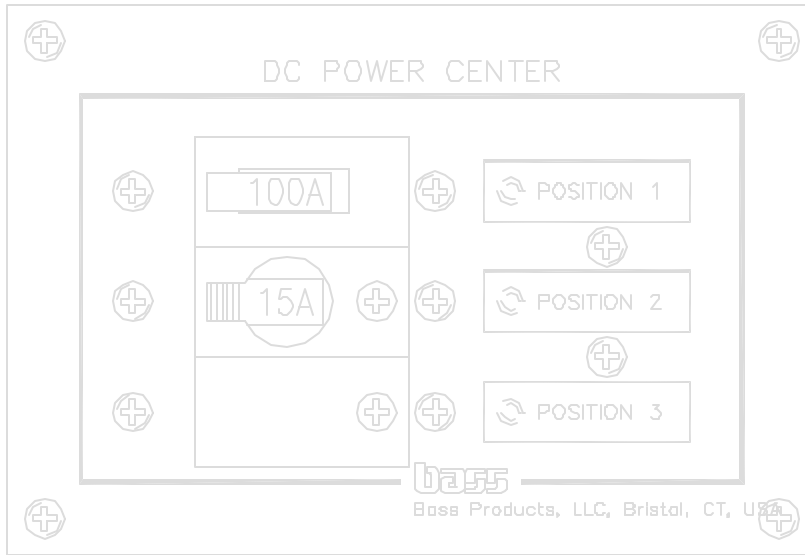 DC POWER CENTER
100A
POSITION 1
15A
POSITION 2
POSITION 3
bass
Bass Products, LLC, Bristol, CT, USA